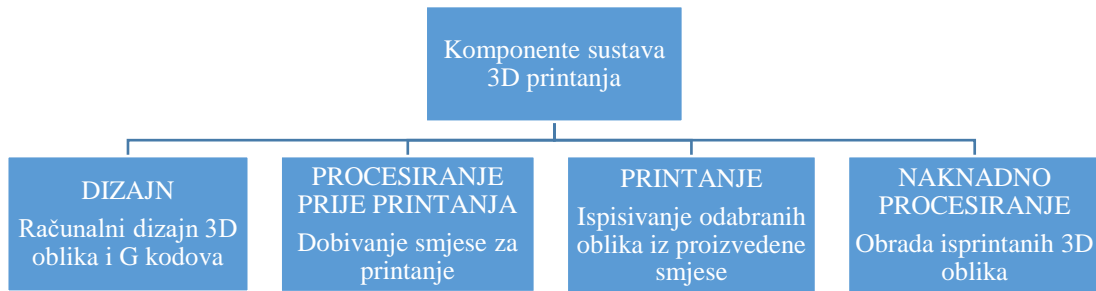 Komponente sustava
3D printanja
DIZAJN
Računalni dizajn 3D
oblika i G kodova
PROCESIRANJE
PRIJE PRINTANJA
Dobivanje smjese za
printanje
PRINTANJE
Ispisivanje odabranih
oblika iz proizvedene
smjese
NAKNADNO
PROCESIRANJE
Obrada isprintanih 3D
oblika